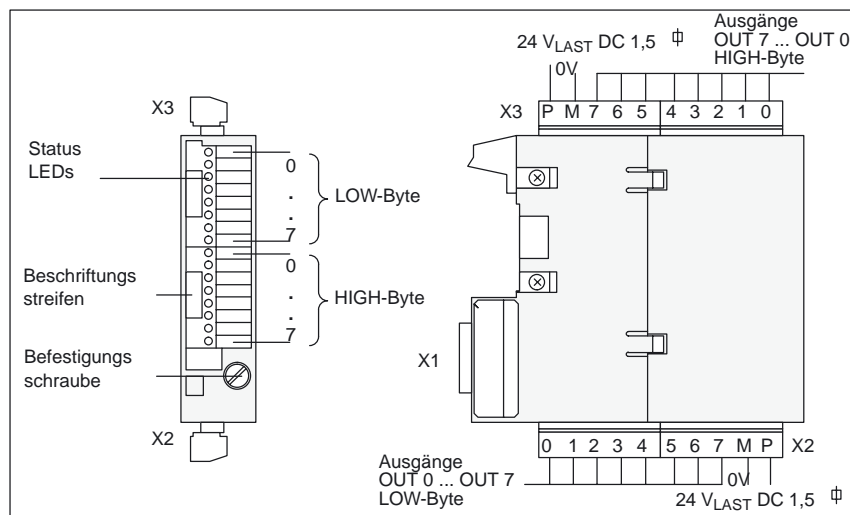 Ausgänge
24 VLAST DC 1,5
OUT 7 ... OUT 0
0V
HIGH-Byte
X3
X3
P M 7 6 5 4 3 2 1 0
Status
LEDs
0
.
.
7
LOW-Byte
Beschriftungs
streifen
0
.
.
7
HIGH-Byte
Befestigungs
schraube
X1
X2
0 1 2 3 4 5 6 7 M P
X2
Ausgänge
OUT 0 ... OUT 7
0V
LOW-Byte
24 VLAST DC 1,5